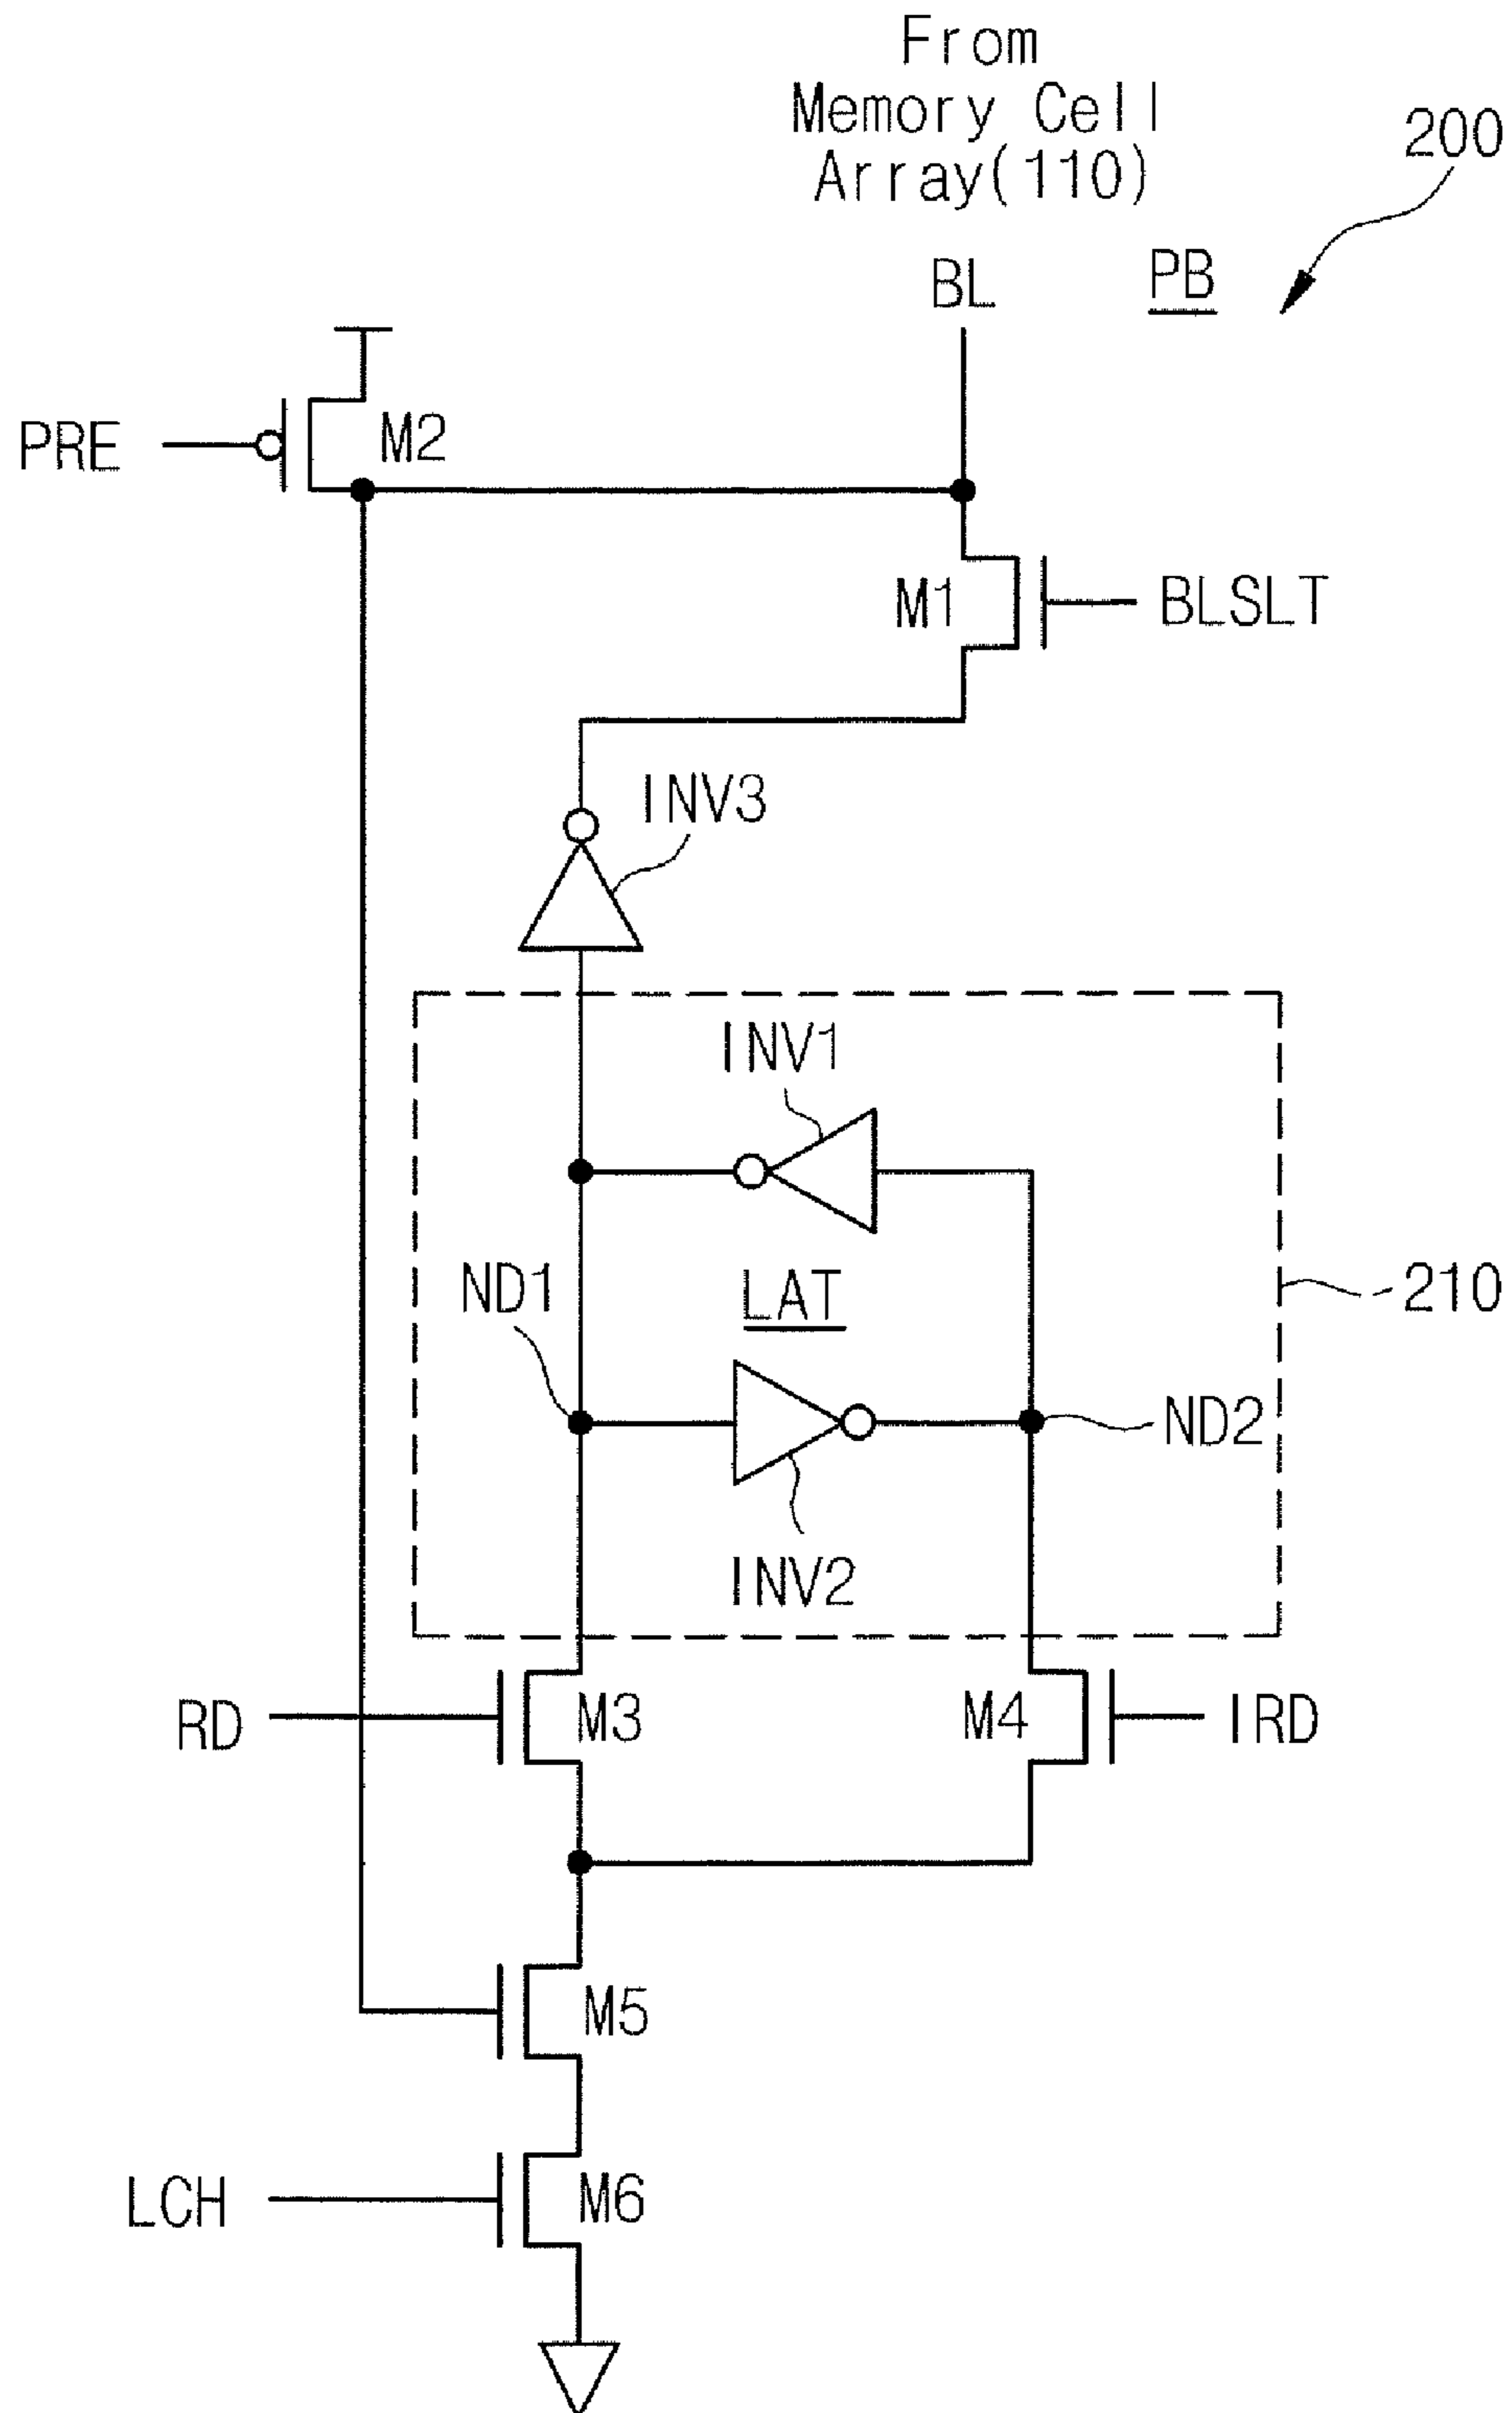 From
Memory Cell
Array(110)
200
BL
PB
PRE
M2
M1
BLSLT
INV3
INV1
ND1
LAT
210
ND2
INV2
RD
M3
M4
IRD
M5
LCH
M6